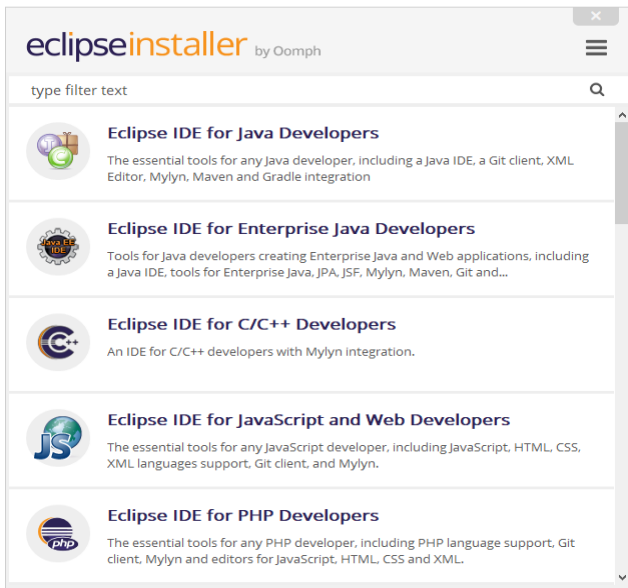 eclipseinstaller by Oomph
type filter text
Eclipse IDE for Java Developers
The essential tools for any Java developer, including a Java IDE, a Git client, XML
Editor, Mylyn, Maven and Gradle integration
Java EE
IDE
Eclipse IDE for Enterprise Java Developers
Tools for Java developers creating Enterprise Java and Web applications, including
a Java IDE, tools for Enterprise Java, JPA, JSF, Mylyn, Maven, Git and...
C++
Eclipse IDE for C/C++ Developers
An IDE for C/C++ developers with Mylyn integration.
JS
Eclipse IDE for JavaScript and Web Developers
The essential tools for any JavaScript developer, including JavaScript, HTML, CSS,
XML languages support, Git client, and Mylyn.
php
Eclipse IDE for PHP Developers
The essential tools for any PHP developer, including PHP language support, Git
client, Mylyn and editors for JavaScript, HTML, CSS and XML.